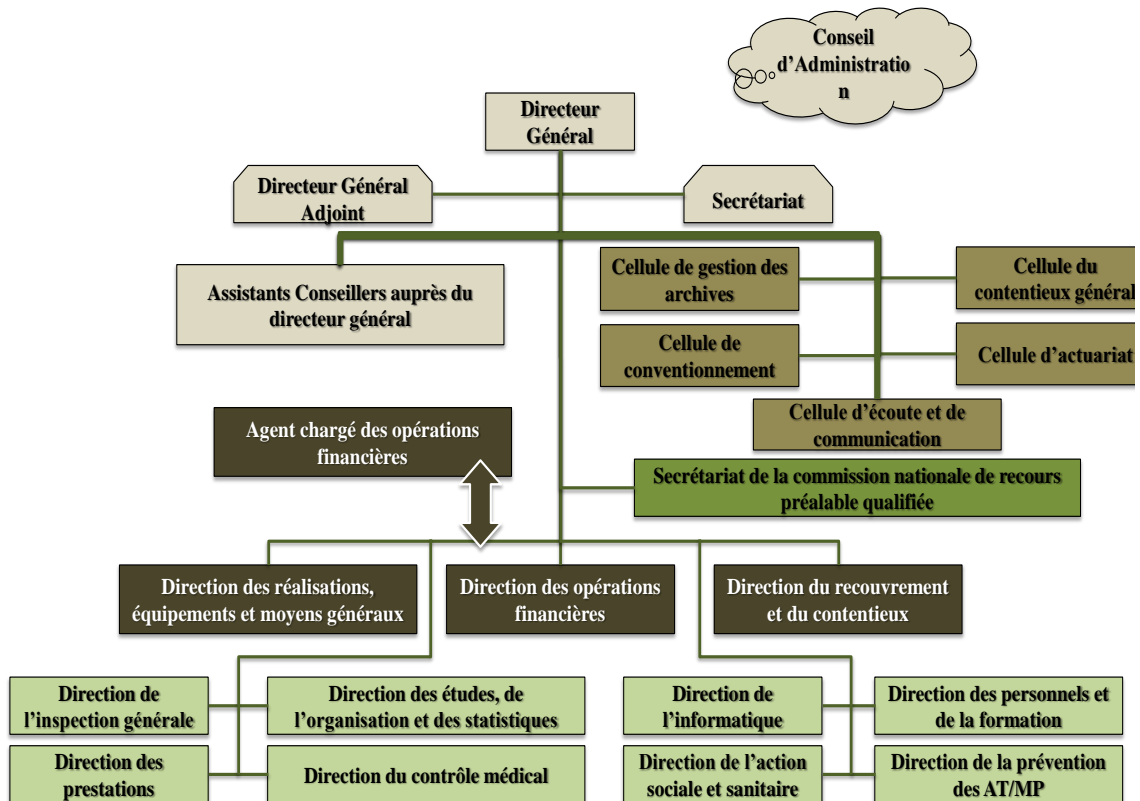 Conseil
d'Administratio
n
Directeur
Général
Directeur Général
Adjoint
Secrétariat
Assistants Conseillers auprès du
directeur général
Cellule de gestion des
archives
Cellule du
contentieux général
Cellule de
conventionnement
Cellule d'actuariat
Cellule d'écoute et de
communication
Agent chargé des opérations
financières
Secrétariat de la commission nationale de recours
préalable qualifiée
Direction des réalisations,
équipements et moyens généraux
Direction des opérations
financières
Direction du recouvrement
et du contentieux
Direction de
l'inspection générale
Direction des études, de
l'organisation et des statistiques
Direction de
l'informatique
Direction des personnels et
de la formation
Direction des
prestations
Direction du contrôle médical
Direction de l'action
sociale et sanitaire
Direction de la prévention
des AT/MP